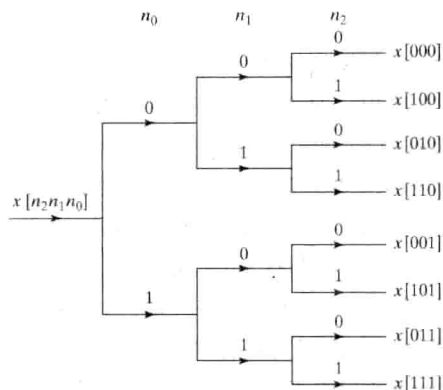 n₀ n₁ n₂
0 x[000]
0
1 x[100]
0
0 x[010]
1
1 x[110]
x[n₂n₁n₀]
0 x[001]
0
1 x[101]
1
0 x[011]
1
1 x[111]